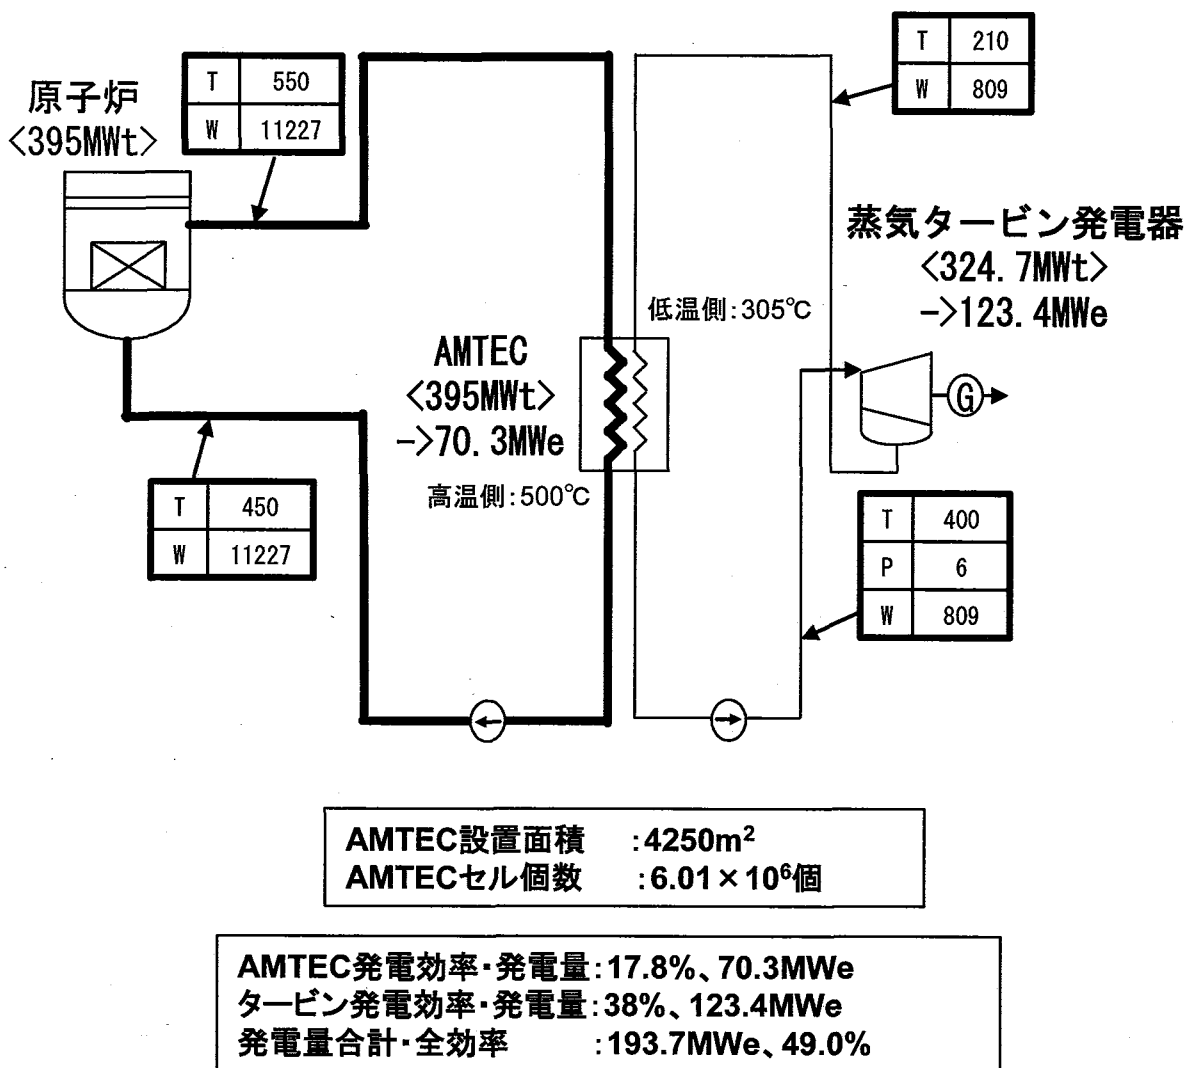 原子炉
<395MWt>
T 550
W 11227
T 210
W 809
蒸気タービン発電器
<324.7MWt>
->123.4MWe
低温側:305℃
AMTEC
<395MWt>
->70.3MWe
高温側:500℃
G
T 450
W 11227
T 400
P 6
W 809
AMTEC設置面積 :4250m²
AMTECセル個数 :6.01×10⁶個
AMTEC発電効率・発電量:17.8%、70.3MWe
タービン発電効率・発電量:38%、123.4MWe
発電量合計・全効率 :193.7MWe、49.0%